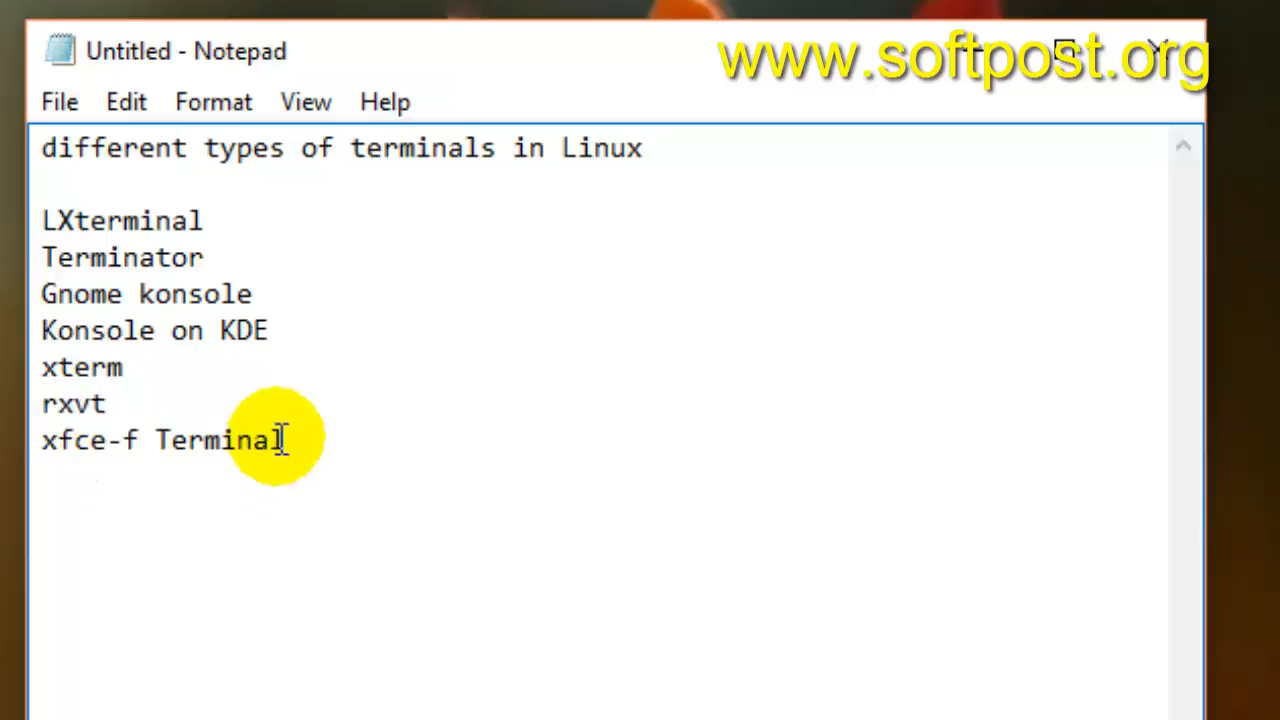 Untitled - Notepad
www.softpost.org
File Edit Format View Help
different types of terminals in Linux
LXterminal
Terminator
Gnome konsole
Konsole on KDE
xterm
rxvt
xfce-f Terminal